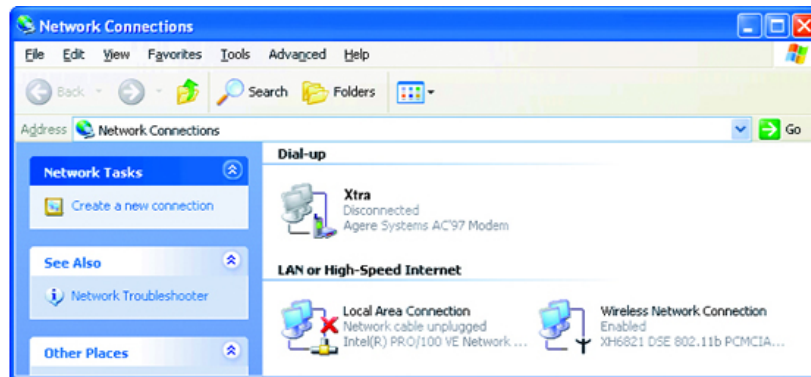 Network Connections
File Edit View Favorites Tools Advanced Help
Back Search Folders
Address Network Connections Go
Network Tasks
Create a new connection
See Also
Network Troubleshooter
Other Places
Dial-up
Xtra
Disconnected
Agere Systems AC'97 Modem
LAN or High-Speed Internet
Local Area Connection
Network cable unplugged
Intel(R) PRO/100 VE Network ...
Wireless Network Connection
Enabled
XH6821 DSE 802.11b PCMCIA...